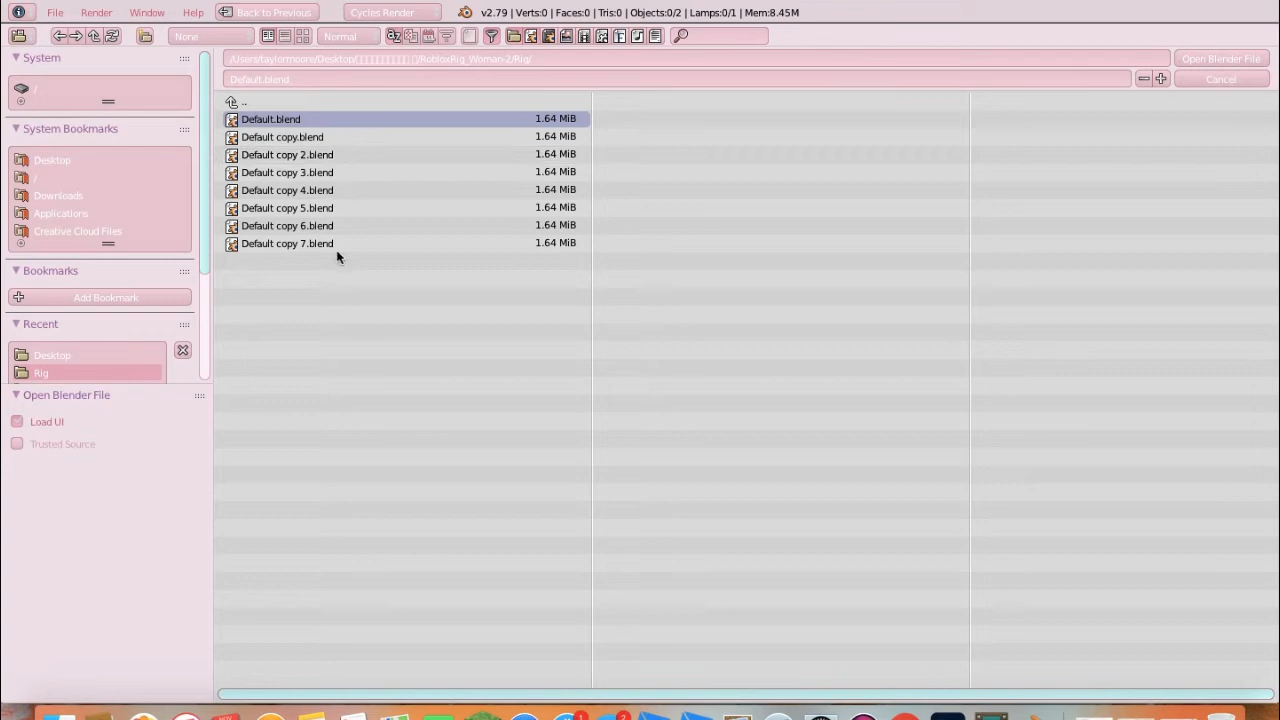 File Render Window Help Back to Previous Cycles Render v2.79 | Verts:0 | Faces:0 | Tris:0 | Objects:0/2 | Lamps:0/1 | Mem:8.45M
None Normal
System
/
System Bookmarks
Desktop
/
Downloads
Applications
Creative Cloud Files
Bookmarks
Add Bookmark
Recent
Desktop
Rig
Open Blender File
Load UI
Trusted Source
Open Blender File
Default.blend
Cancel
..
Default.blend 1.64 MiB
Default copy.blend 1.64 MiB
Default copy 2.blend 1.64 MiB
Default copy 3.blend 1.64 MiB
Default copy 4.blend 1.64 MiB
Default copy 5.blend 1.64 MiB
Default copy 6.blend 1.64 MiB
Default copy 7.blend 1.64 MiB